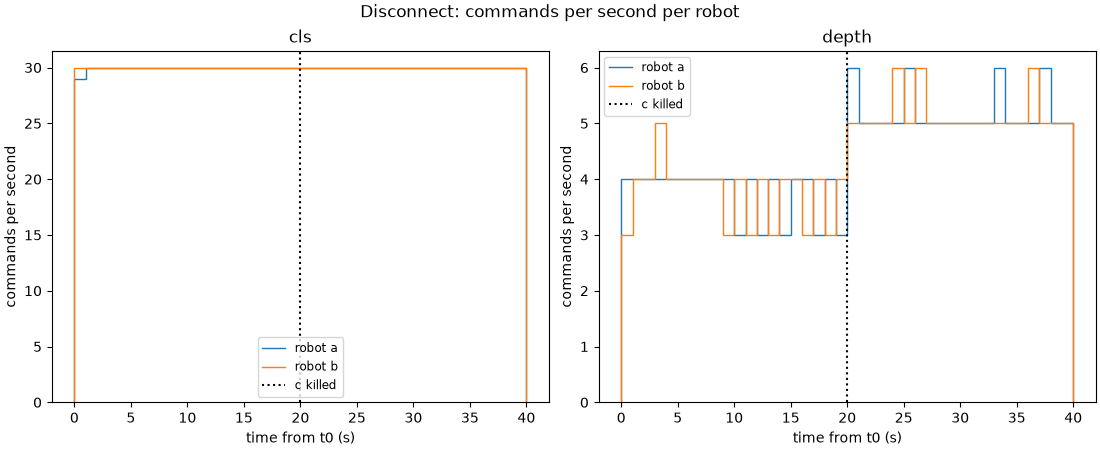 Disconnect: commands per second per robot
cls
commands per second
30
25
20
15
10
5
0
robot a
robot b
c killed
0 5 10 15 20 25 30 35 40
time from t0 (s)
depth
commands per second
6
5
4
3
2
1
0
robot a
robot b
c killed
0 5 10 15 20 25 30 35 40
time from t0 (s)